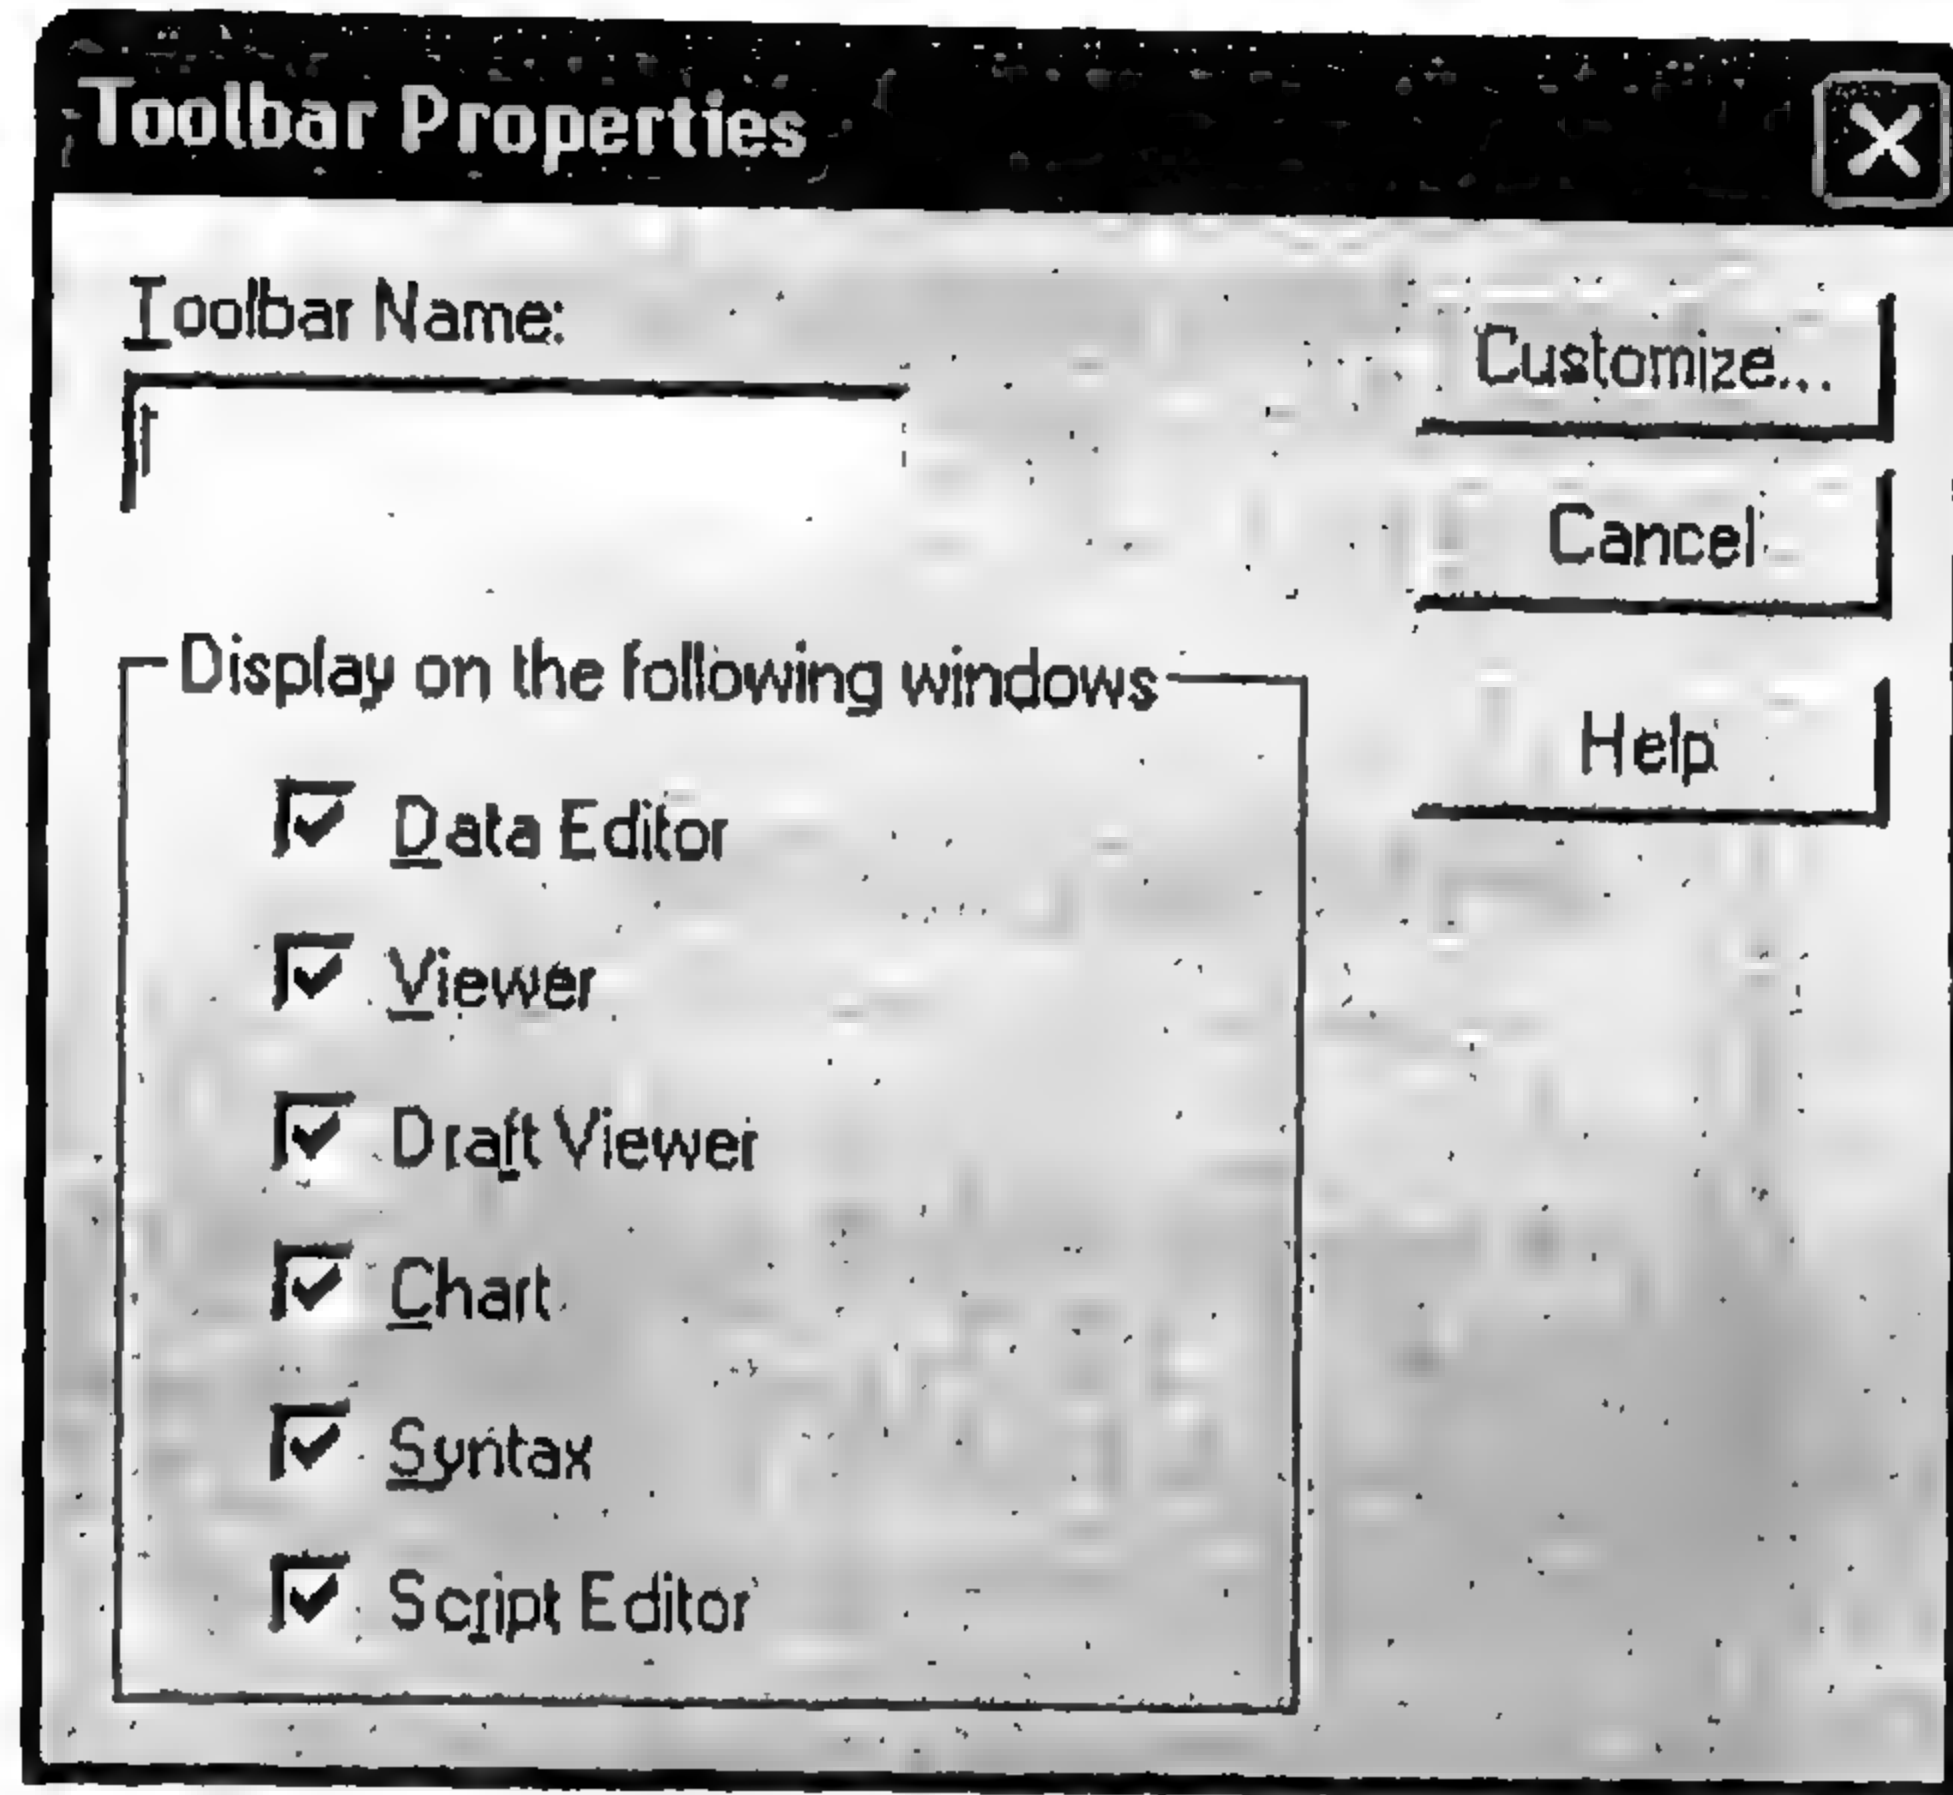 Toolbar Properties
Toolbar Name:
Customize...
Cancel
Display on the following windows
Help
Data Editor
Viewer
Draft Viewer
Chart
Syntax
Script Editor